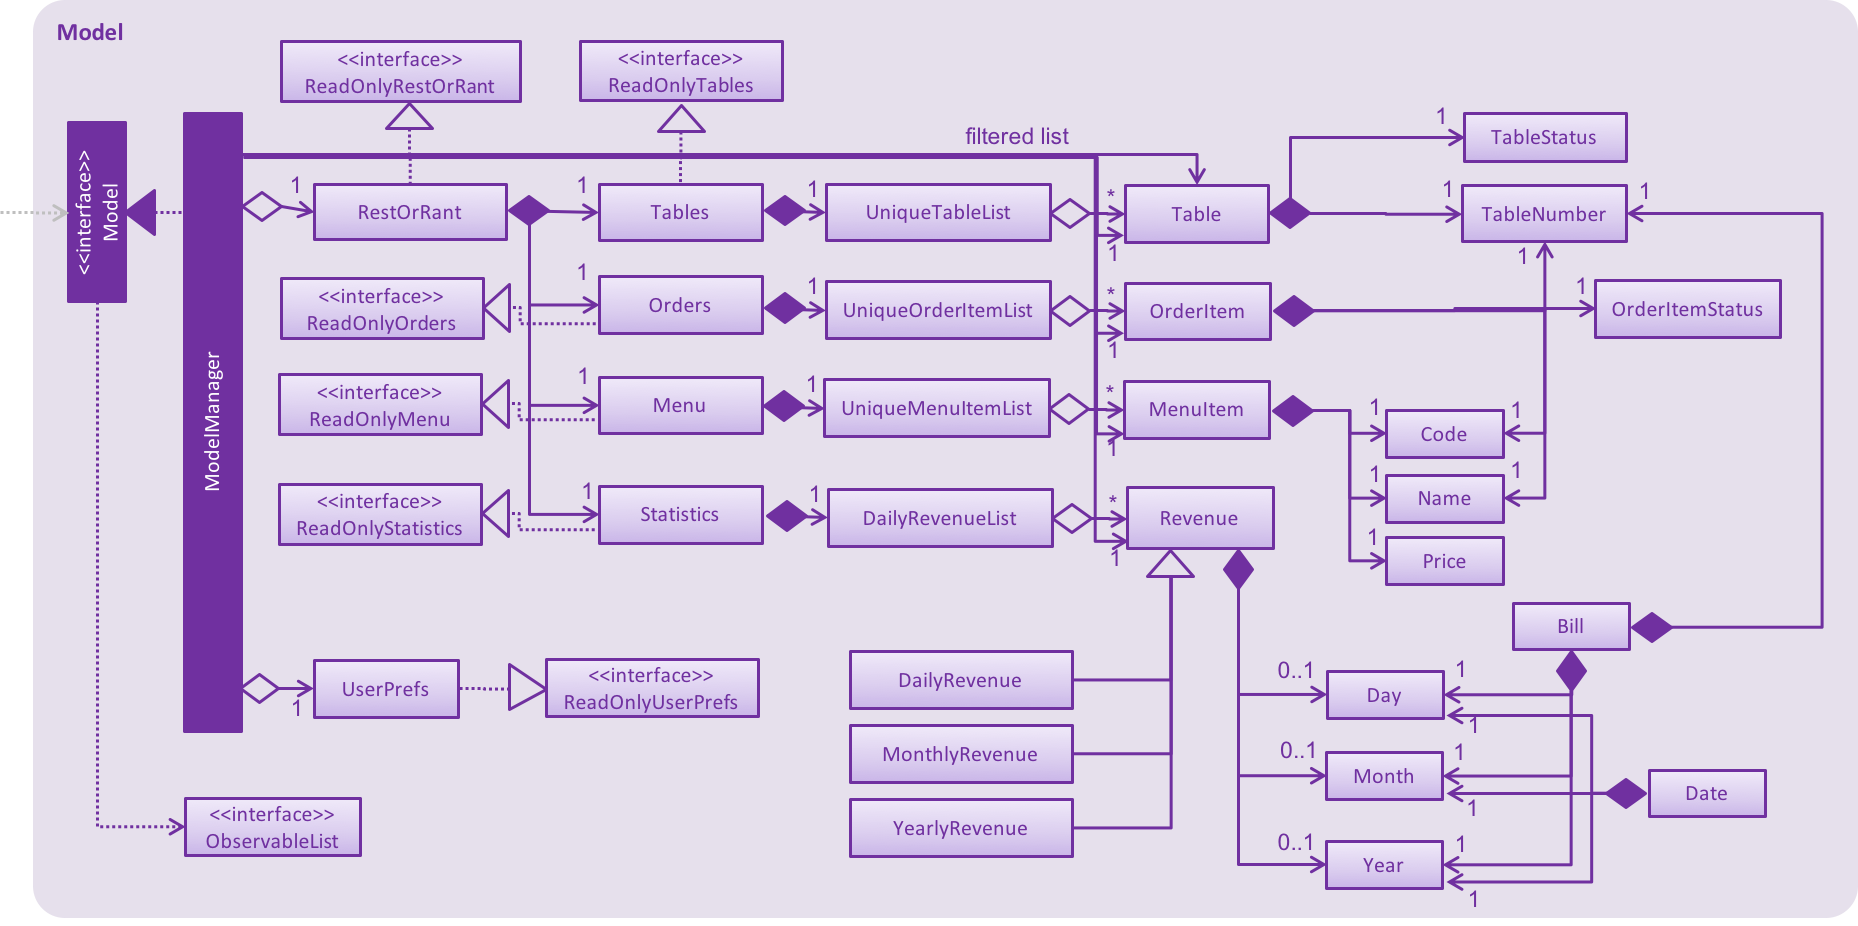 Model
<<interface>>
ReadOnlyRestOrRant
<<interface>>
ReadOnlyTables
<<interface>>
Model
ModelManager
filtered list
1
RestOrRant
1
Tables
1
UniqueTableList
*
1
Table
1
TableStatus
1
TableNumber
1
1
<<interface>>
ReadOnlyOrders
1
Orders
1
UniqueOrderItemList
*
1
OrderItem
1
OrderItemStatus
<<interface>>
ReadOnlyMenu
1
Menu
1
UniqueMenuItemList
*
1
MenuItem
1
Code
1
1
Name
1
1
Price
<<interface>>
ReadOnlyStatistics
1
Statistics
1
DailyRevenueList
*
1
Revenue
1
UserPrefs
<<interface>>
ReadOnlyUserPrefs
DailyRevenue
MonthlyRevenue
YearlyRevenue
Bill
0..1
Day
1
1
0..1
Month
1
1
Date
0..1
Year
1
1
<<interface>>
ObservableList